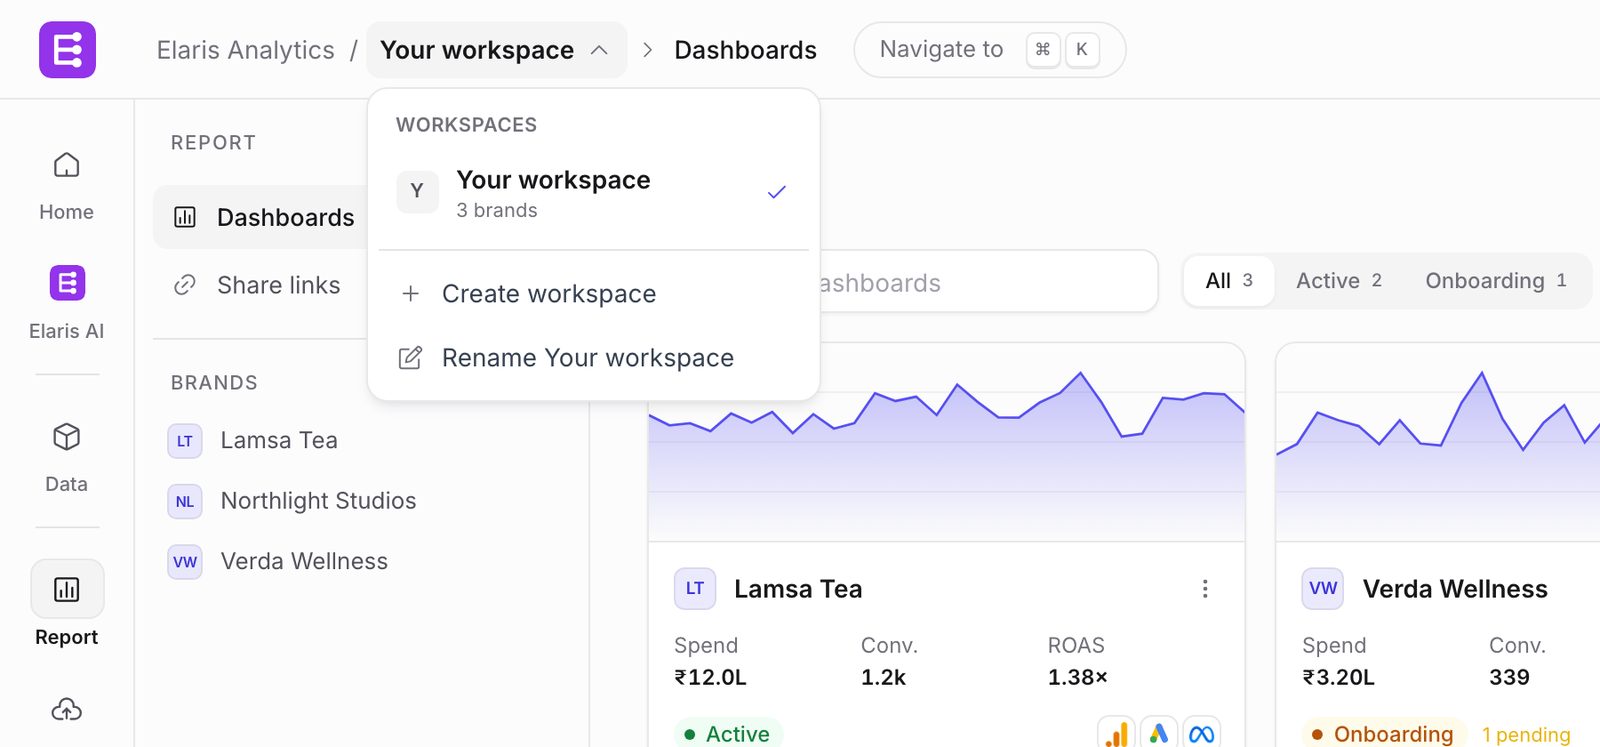 Elaris Analytics / Your workspace > Dashboards Navigate to ⌘ K
WORKSPACES
Y Your workspace
3 brands
+ Create workspace
Rename Your workspace
Home
Elaris AI
Data
Report
REPORT
Dashboards
Share links
BRANDS
LT Lamsa Tea
NL Northlight Studios
VW Verda Wellness
ashboards
All 3 Active 2 Onboarding 1
LT Lamsa Tea
Spend Conv. ROAS
₹12.0L 1.2k 1.38×
Active
VW Verda Wellness
Spend Conv.
₹3.20L 339
Onboarding 1 pending